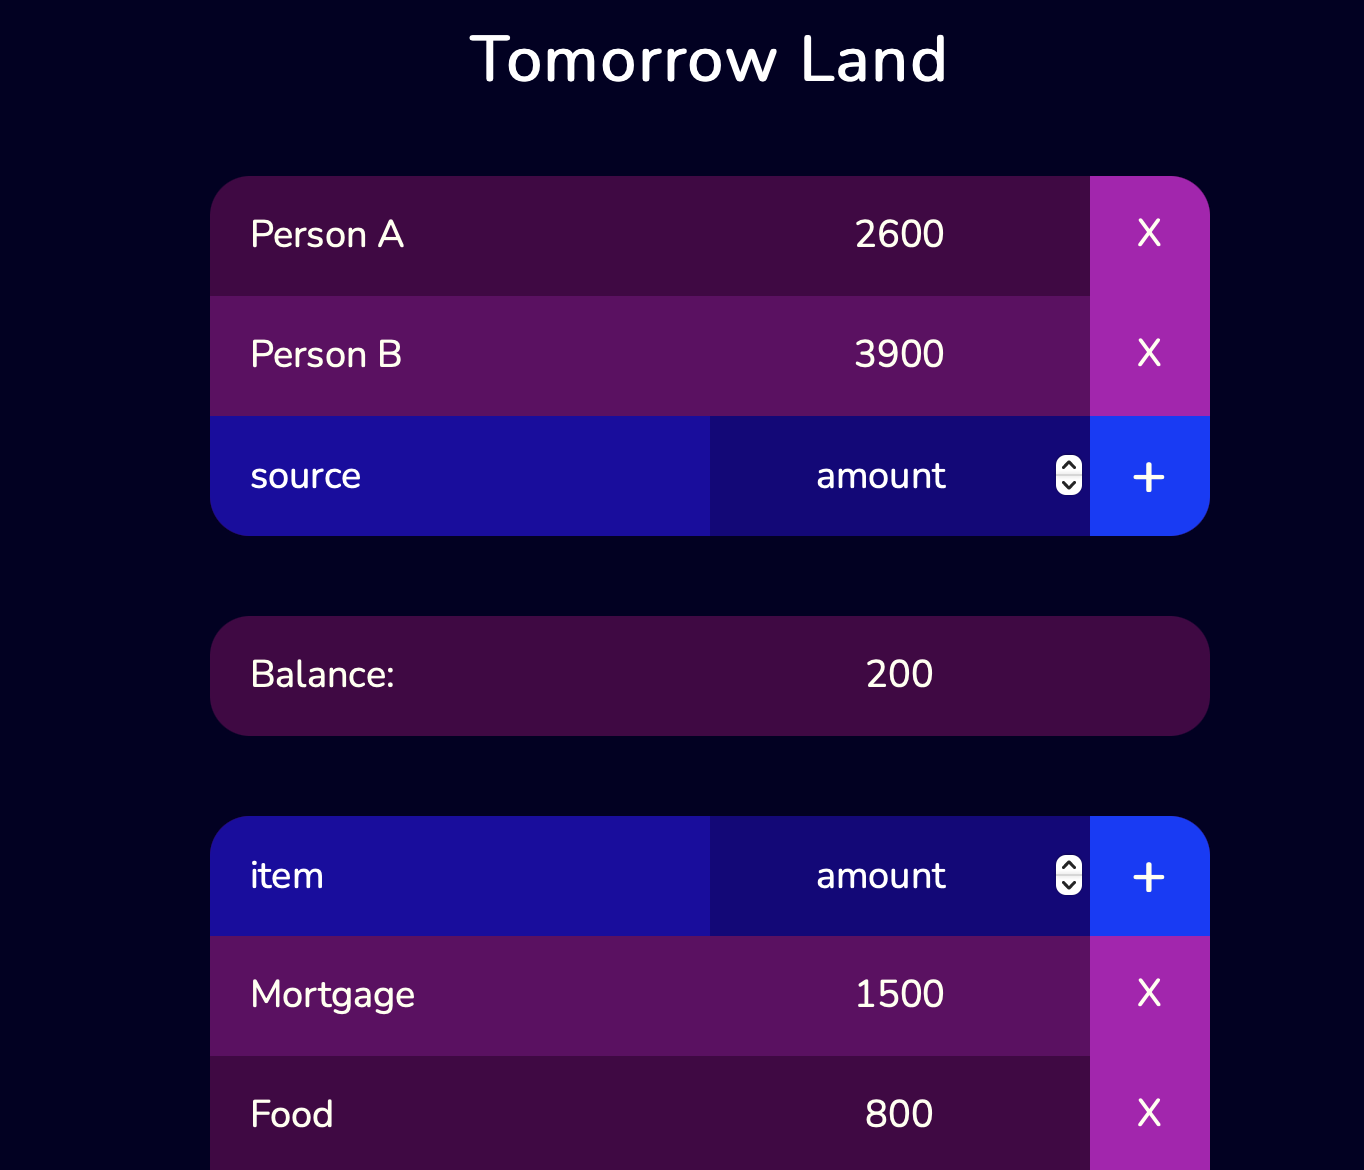 Tomorrow Land
Person A 2600 X
Person B 3900 X
source amount +
Balance: 200
item amount +
Mortgage 1500 X
Food 800 X